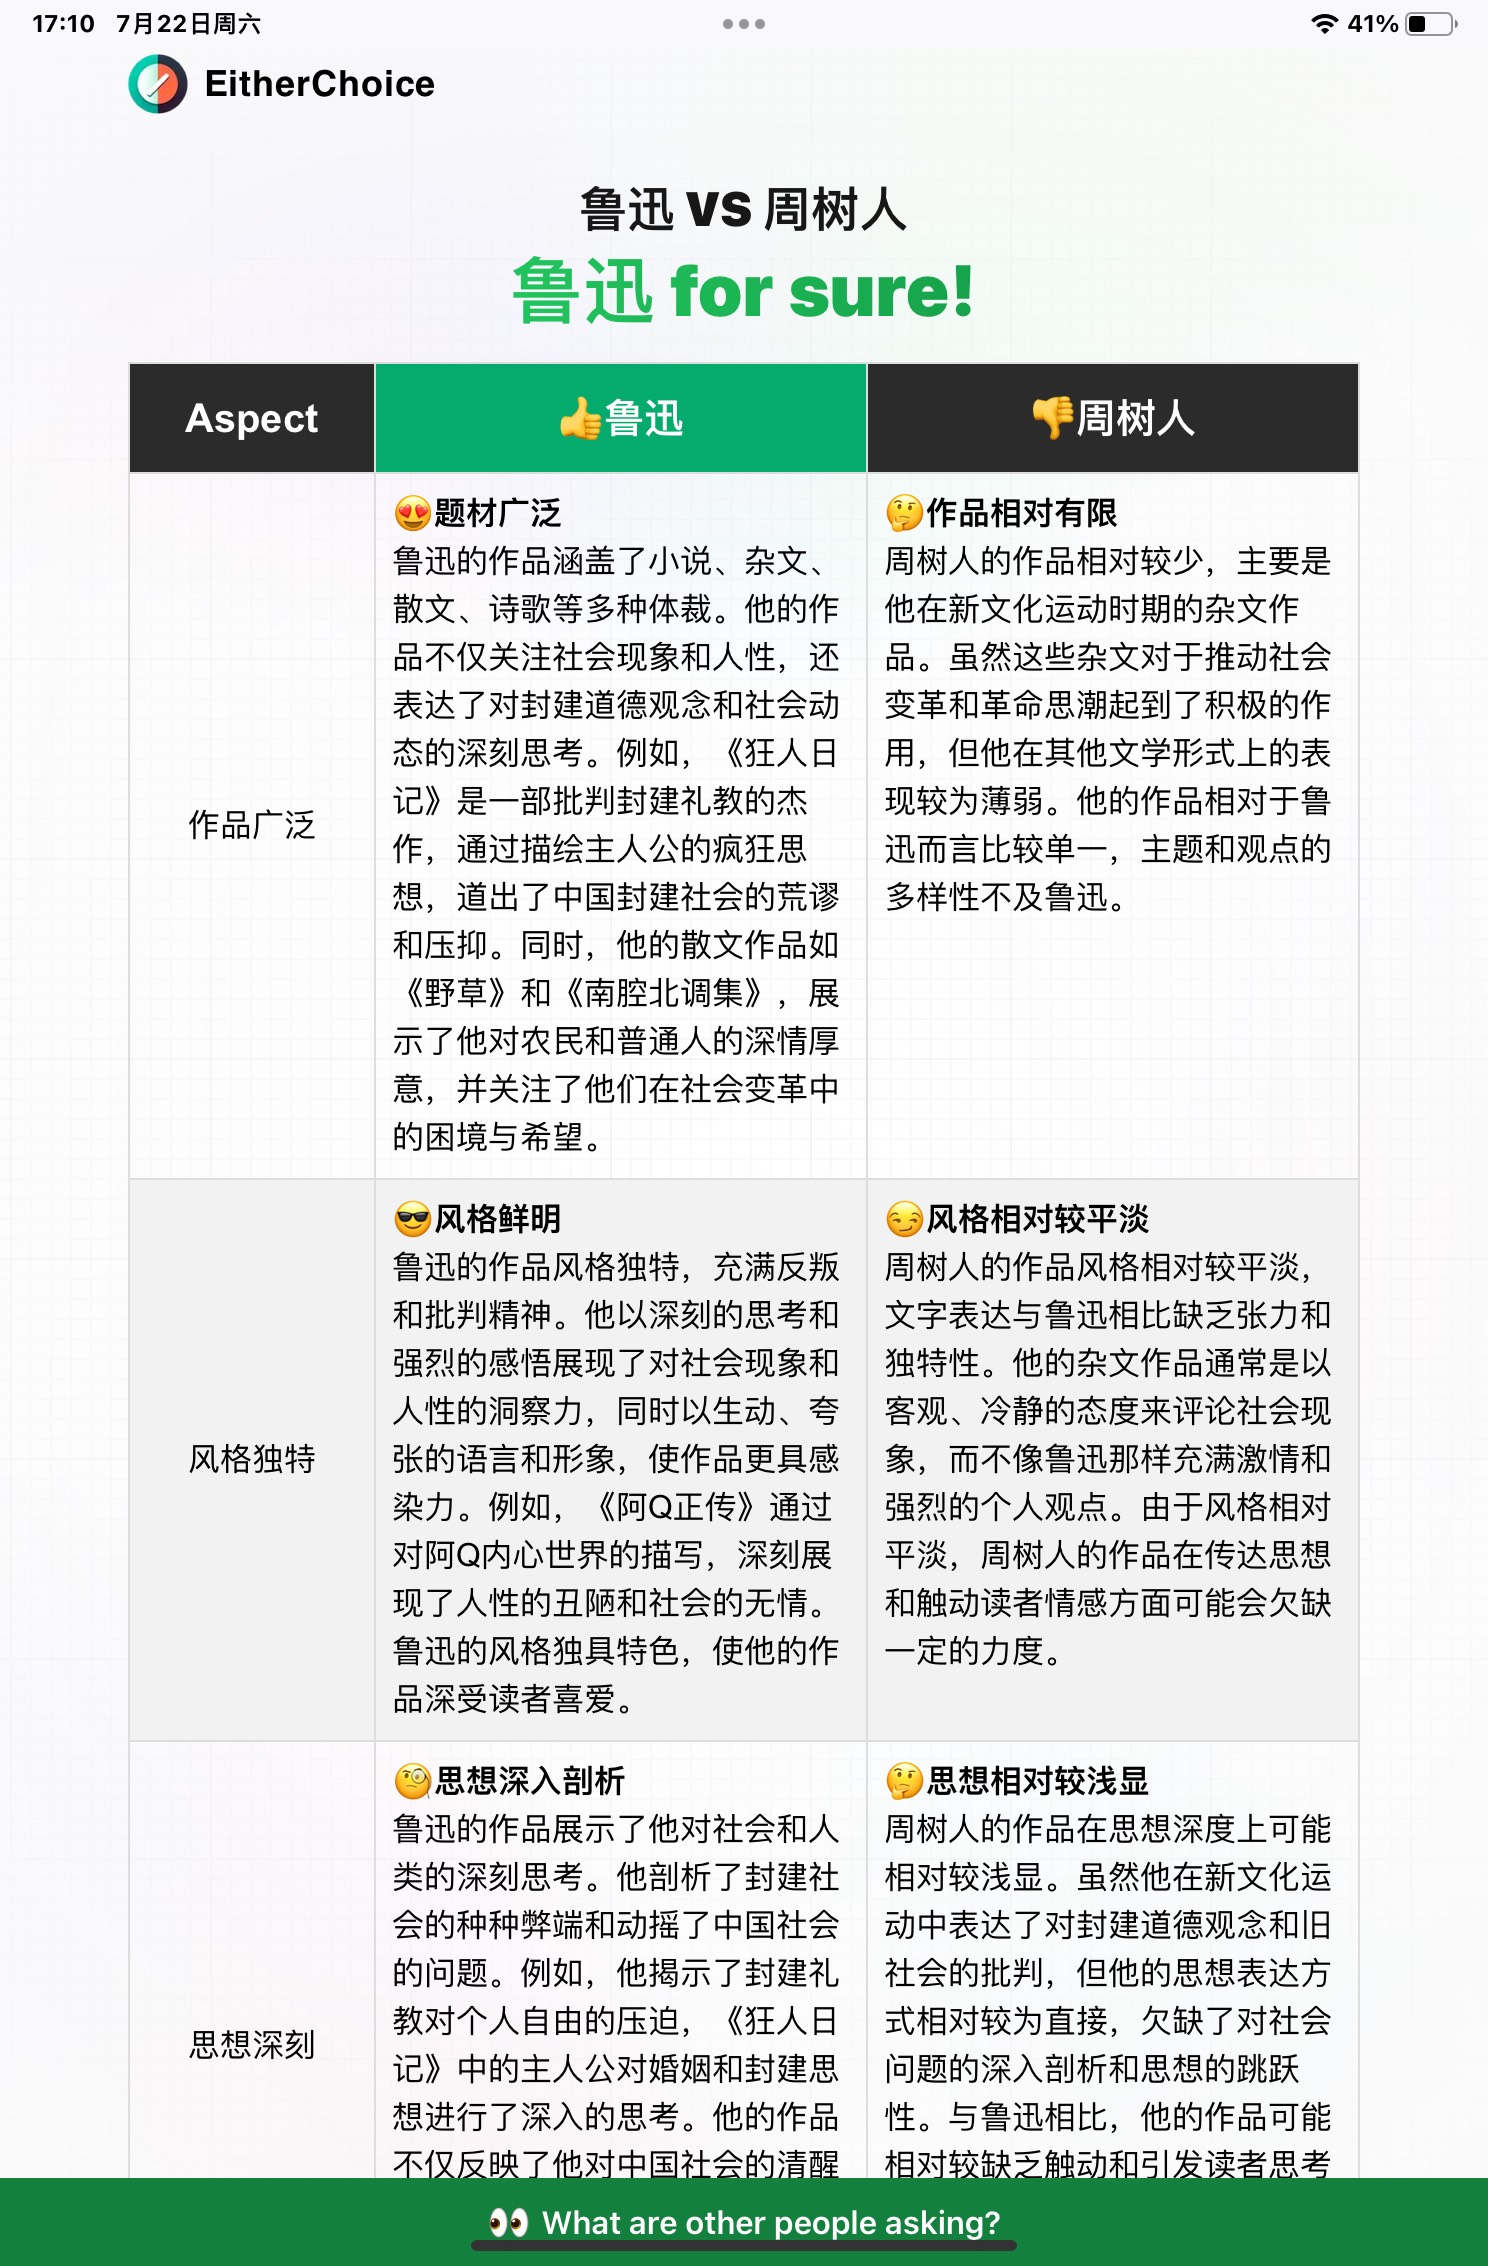 17:10 7月22日周六
41%
EitherChoice
鲁迅 VS 周树人
鲁迅 for sure!
Aspect
👍鲁迅
👎周树人
作品广泛
😍题材广泛
鲁迅的作品涵盖了小说、杂文、
散文、诗歌等多种体裁。他的作
品不仅关注社会现象和人性，还
表达了对封建道德观念和社会动
态的深刻思考。例如，《狂人日
记》是一部批判封建礼教的杰
作，通过描绘主人公的疯狂思
想，道出了中国封建社会的荒谬
和压抑。同时，他的散文作品如
《野草》和《南腔北调集》，展
示了他对农民和普通人的深情厚
意，并关注了他们在社会变革中
的困境与希望。
🤔作品相对有限
周树人的作品相对较少，主要是
他在新文化运动时期的杂文作
品。虽然这些杂文对于推动社会
变革和革命思潮起到了积极的作
用，但他在其他文学形式上的表
现较为薄弱。他的作品相对于鲁
迅而言比较单一，主题和观点的
多样性不及鲁迅。
风格独特
😎风格鲜明
鲁迅的作品风格独特，充满反叛
和批判精神。他以深刻的思考和
强烈的感悟展现了对社会现象和
人性的洞察力，同时以生动、夸
张的语言和形象，使作品更具感
染力。例如，《阿Q正传》通过
对阿Q内心世界的描写，深刻展
现了人性的丑陋和社会的无情。
鲁迅的风格独具特色，使他的作
品深受读者喜爱。
😏风格相对较平淡
周树人的作品风格相对较平淡，
文字表达与鲁迅相比缺乏张力和
独特性。他的杂文作品通常是以
客观、冷静的态度来评论社会现
象，而不像鲁迅那样充满激情和
强烈的个人观点。由于风格相对
平淡，周树人的作品在传达思想
和触动读者情感方面可能会欠缺
一定的力度。
思想深刻
🧐思想深入剖析
鲁迅的作品展示了他对社会和人
类的深刻思考。他剖析了封建社
会的种种弊端和动摇了中国社会
的问题。例如，他揭示了封建礼
教对个人自由的压迫，《狂人日
记》中的主人公对婚姻和封建思
想进行了深入的思考。他的作品
不仅反映了他对中国社会的清醒
🤔思想相对较浅显
周树人的作品在思想深度上可能
相对较浅显。虽然他在新文化运
动中表达了对封建道德观念和旧
社会的批判，但他的思想表达方
式相对较为直接，欠缺了对社会
问题的深入剖析和思想的跳跃
性。与鲁迅相比，他的作品可能
相对较缺乏触动和引发读者思考
👀 What are other people asking?